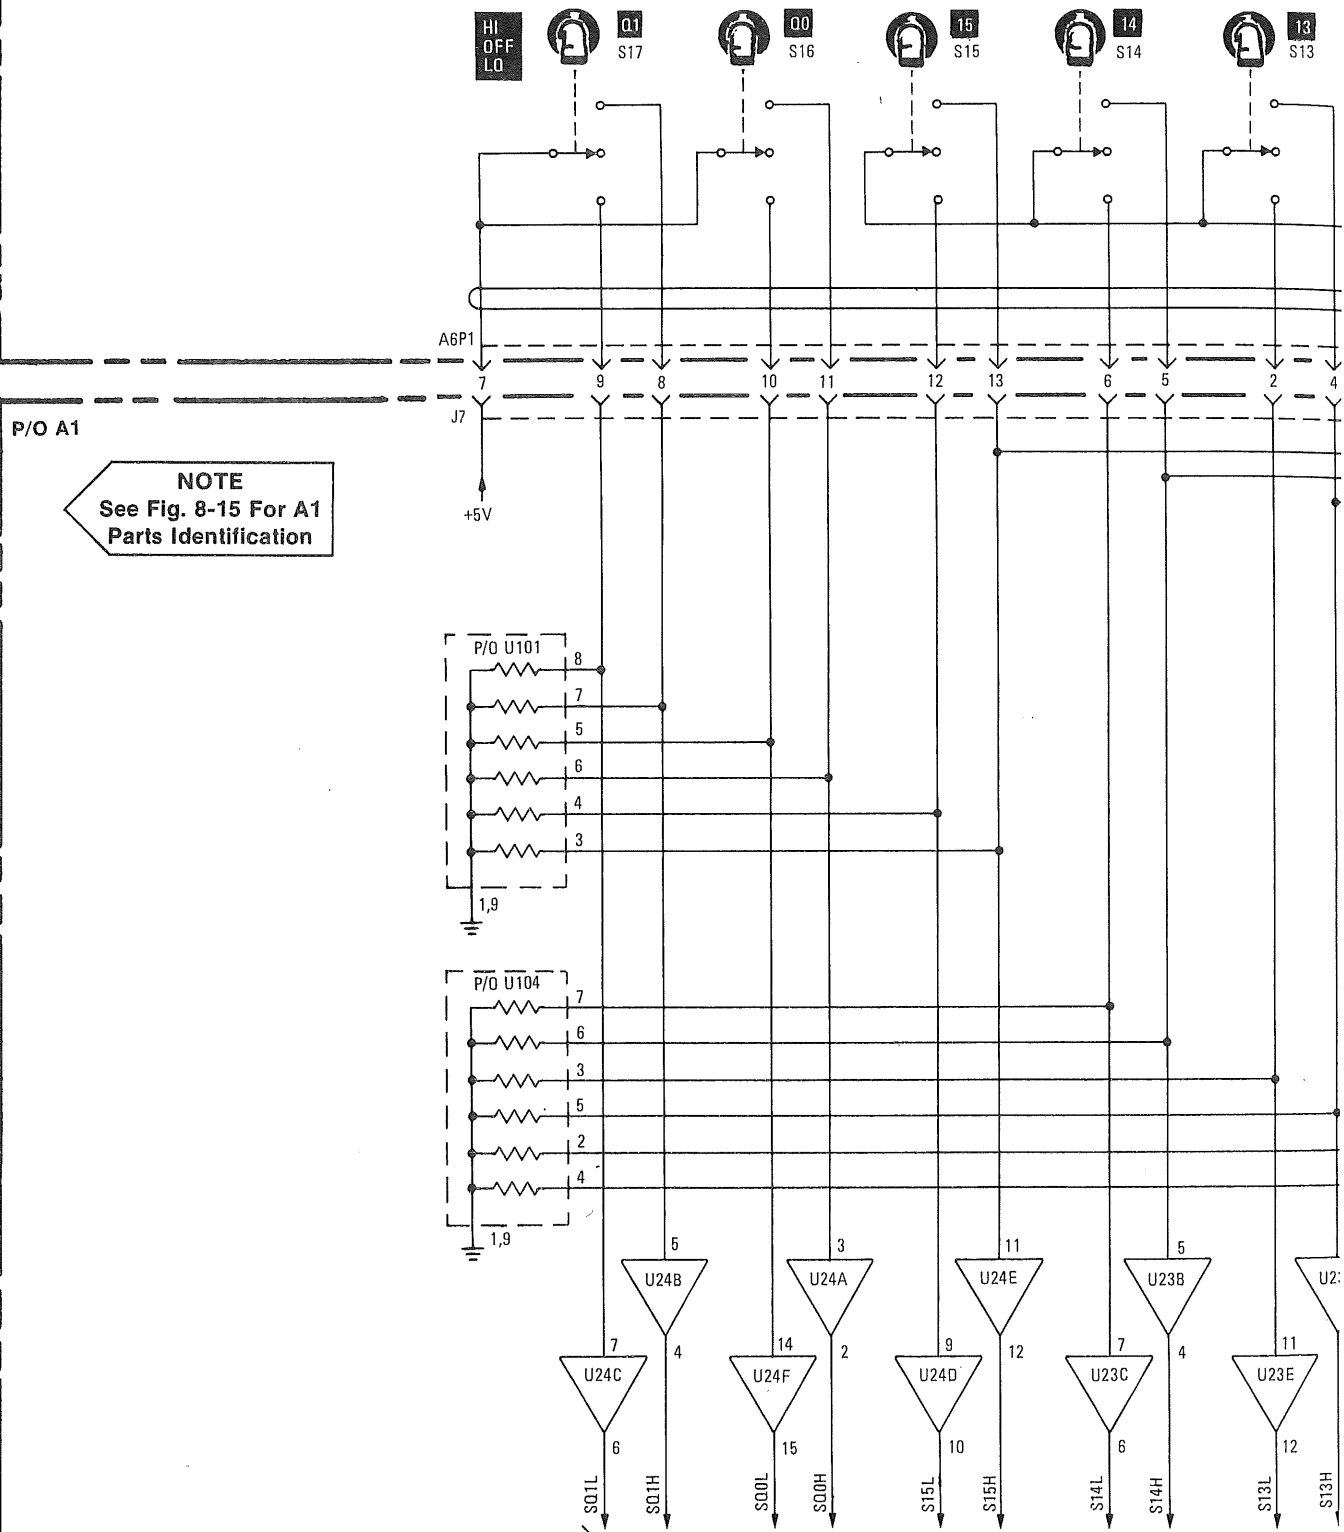 HI
OFF
LO
Q1
S17
Q0
S16
15
S15
14
S14
13
S13
A6P1
7 9 8 10 11 12 13 6 5 2 4
J7
P/O A1
NOTE
See Fig. 8-15 For A1
Parts Identification
+5V
P/O U101
8
7
5
6
4
3
1,9
P/O U104
7
6
3
5
2
4
1,9
5 3 11 5
U24B U24A U24E U23B
7 4 14 2 9 12 7 4 11
U24C U24F U24D U23C U23E
6 15 10 6 12
SQ1L SQ1H SQ0L SQ0H S15L S15H S14L S14H S13L S13H